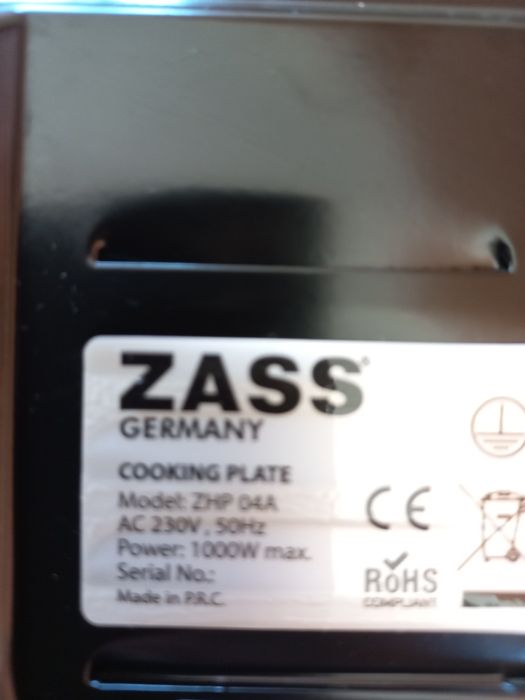 ZASS®
GERMANY
COOKING PLATE
Model: ZHP 04A
AC 230V , 50Hz
Power: 1000W max.
Serial No.:
Made in P.R.C.
CE
RoHS
COMPLIANT